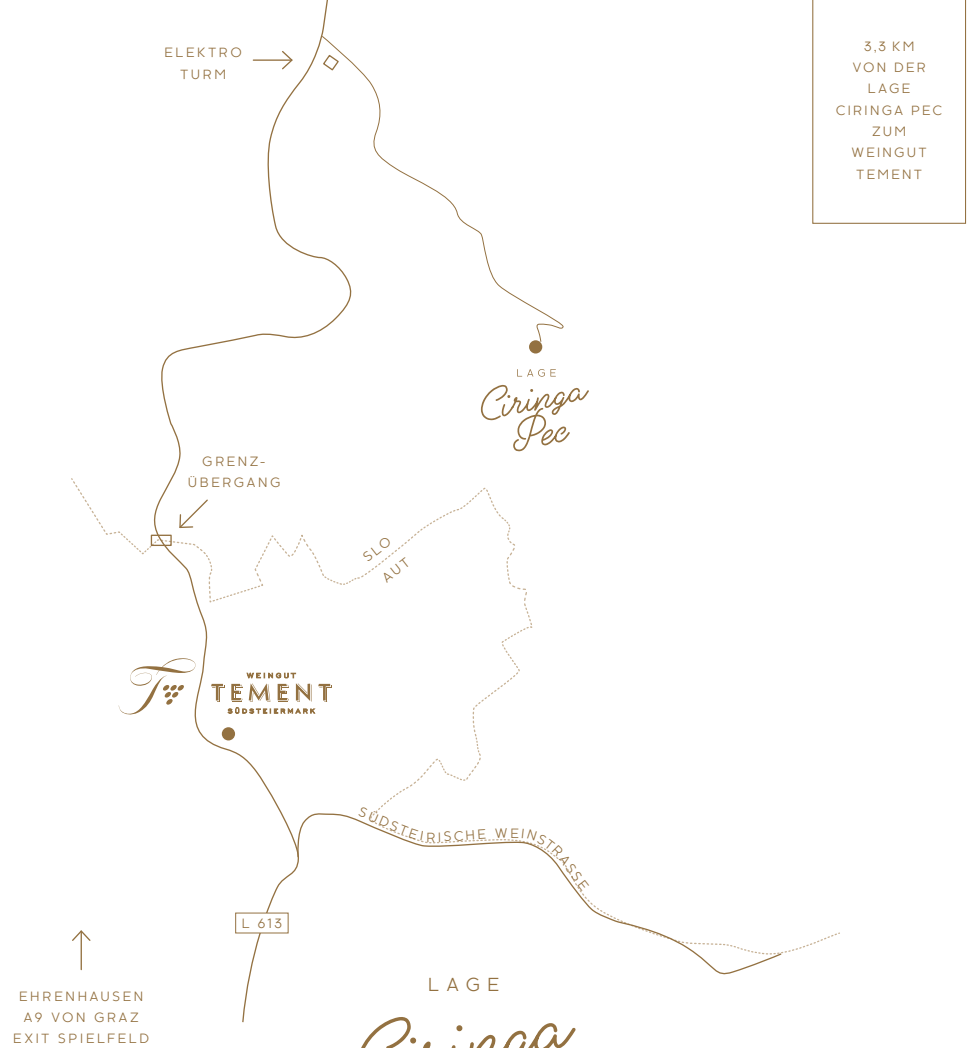 ELEKTRO
TURM
3,3 KM
VON DER
LAGE
CIRINGA PEC
ZUM
WEINGUT
TEMENT
LAGE
Ciringa
Pec
GRENZ-
ÜBERGANG
SLO
AUT
WEINGUT
TEMENT
SÜDSTEIERMARK
SÜDSTEIRISCHE WEINSTRASSE
L 613
EHRENHAUSEN
A9 VON GRAZ
EXIT SPIELFELD
LAGE
Ciringa